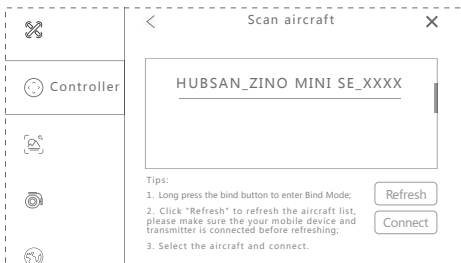 Scan aircraft
Controller
HUBSAN_ZINO MINI SE_XXXX
Tips:
1. Long press the bind button to enter Bind Mode;
2. Click "Refresh" to refresh the aircraft list,
please make sure the your mobile device and
transmitter is connected before refreshing;
3. Select the aircraft and connect.
Refresh
Connect